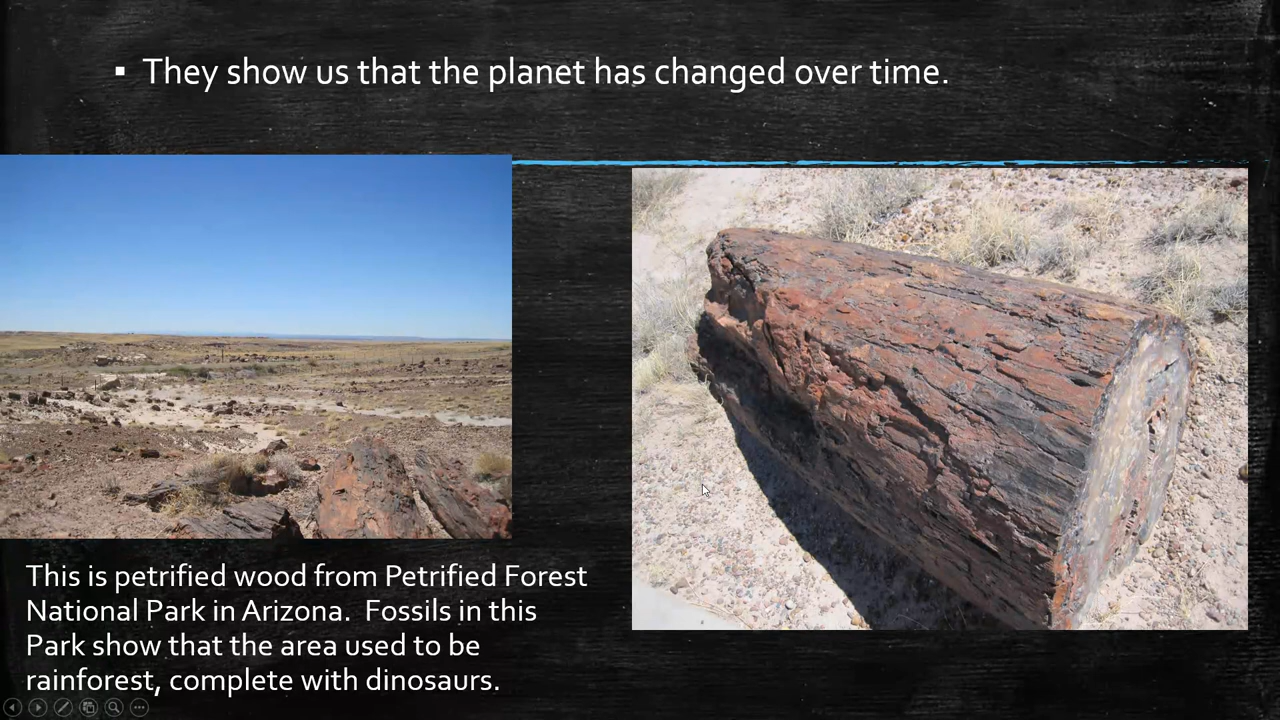 ▪ They show us that the planet has changed over time.
This is petrified wood from Petrified Forest
National Park in Arizona.  Fossils in this
Park show that the area used to be
rainforest, complete with dinosaurs.